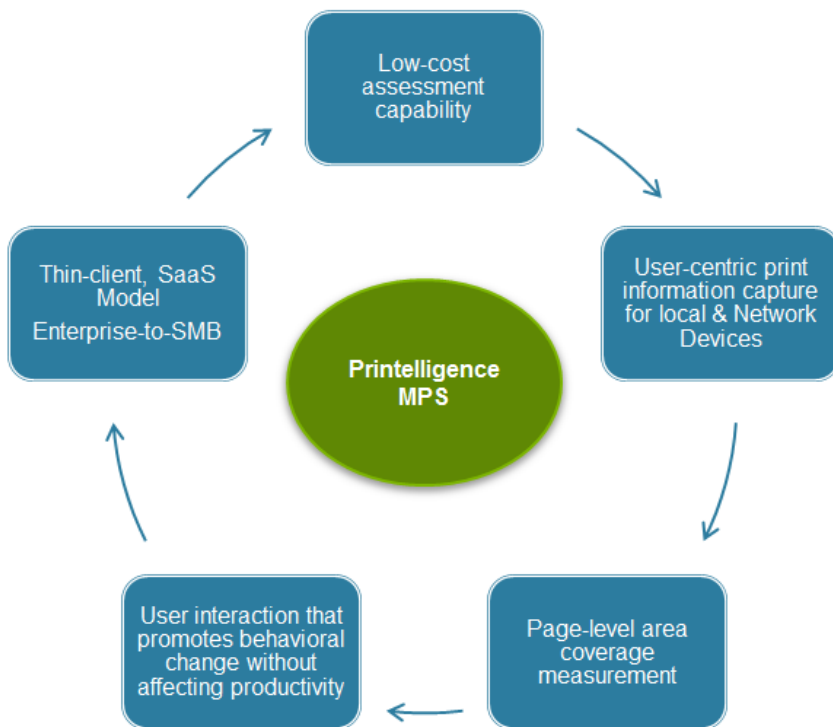 Low-cost
assessment
capability
User-centric print
information capture
for local & Network
Devices
Page-level area
coverage
measurement
User interaction that
promotes behavioral
change without
affecting productivity
Thin-client, SaaS
Model
Enterprise-to-SMB
Printelligence
MPS